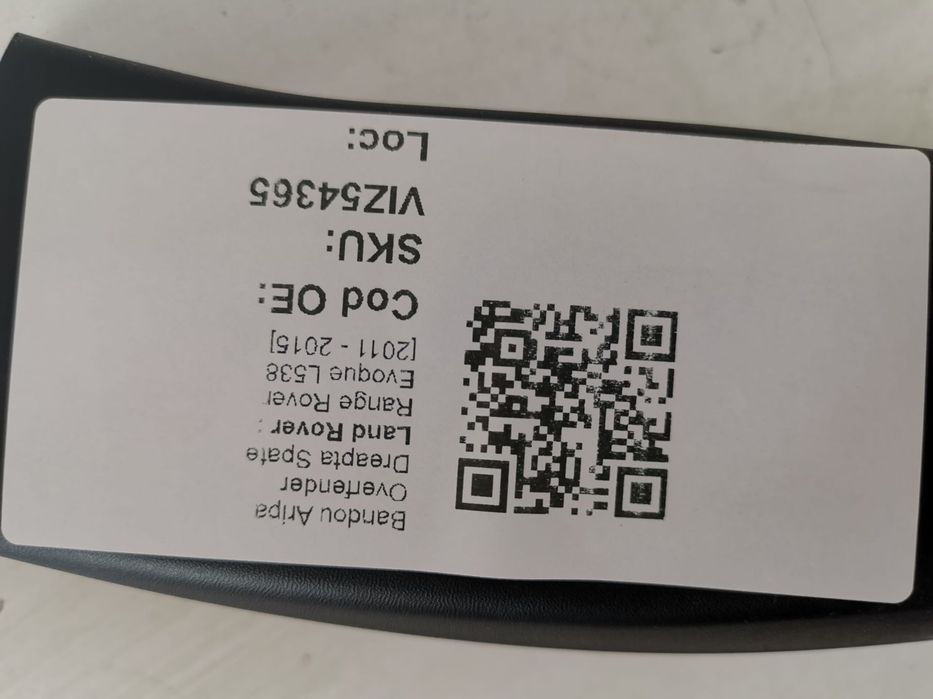 Bandou Aripa
Overfender
Dreapta Spate
Land Rover :
Range Rover
Evoque L538
[2011 - 2015]
Cod OE:
SKU:
VIZ54365
Loc: